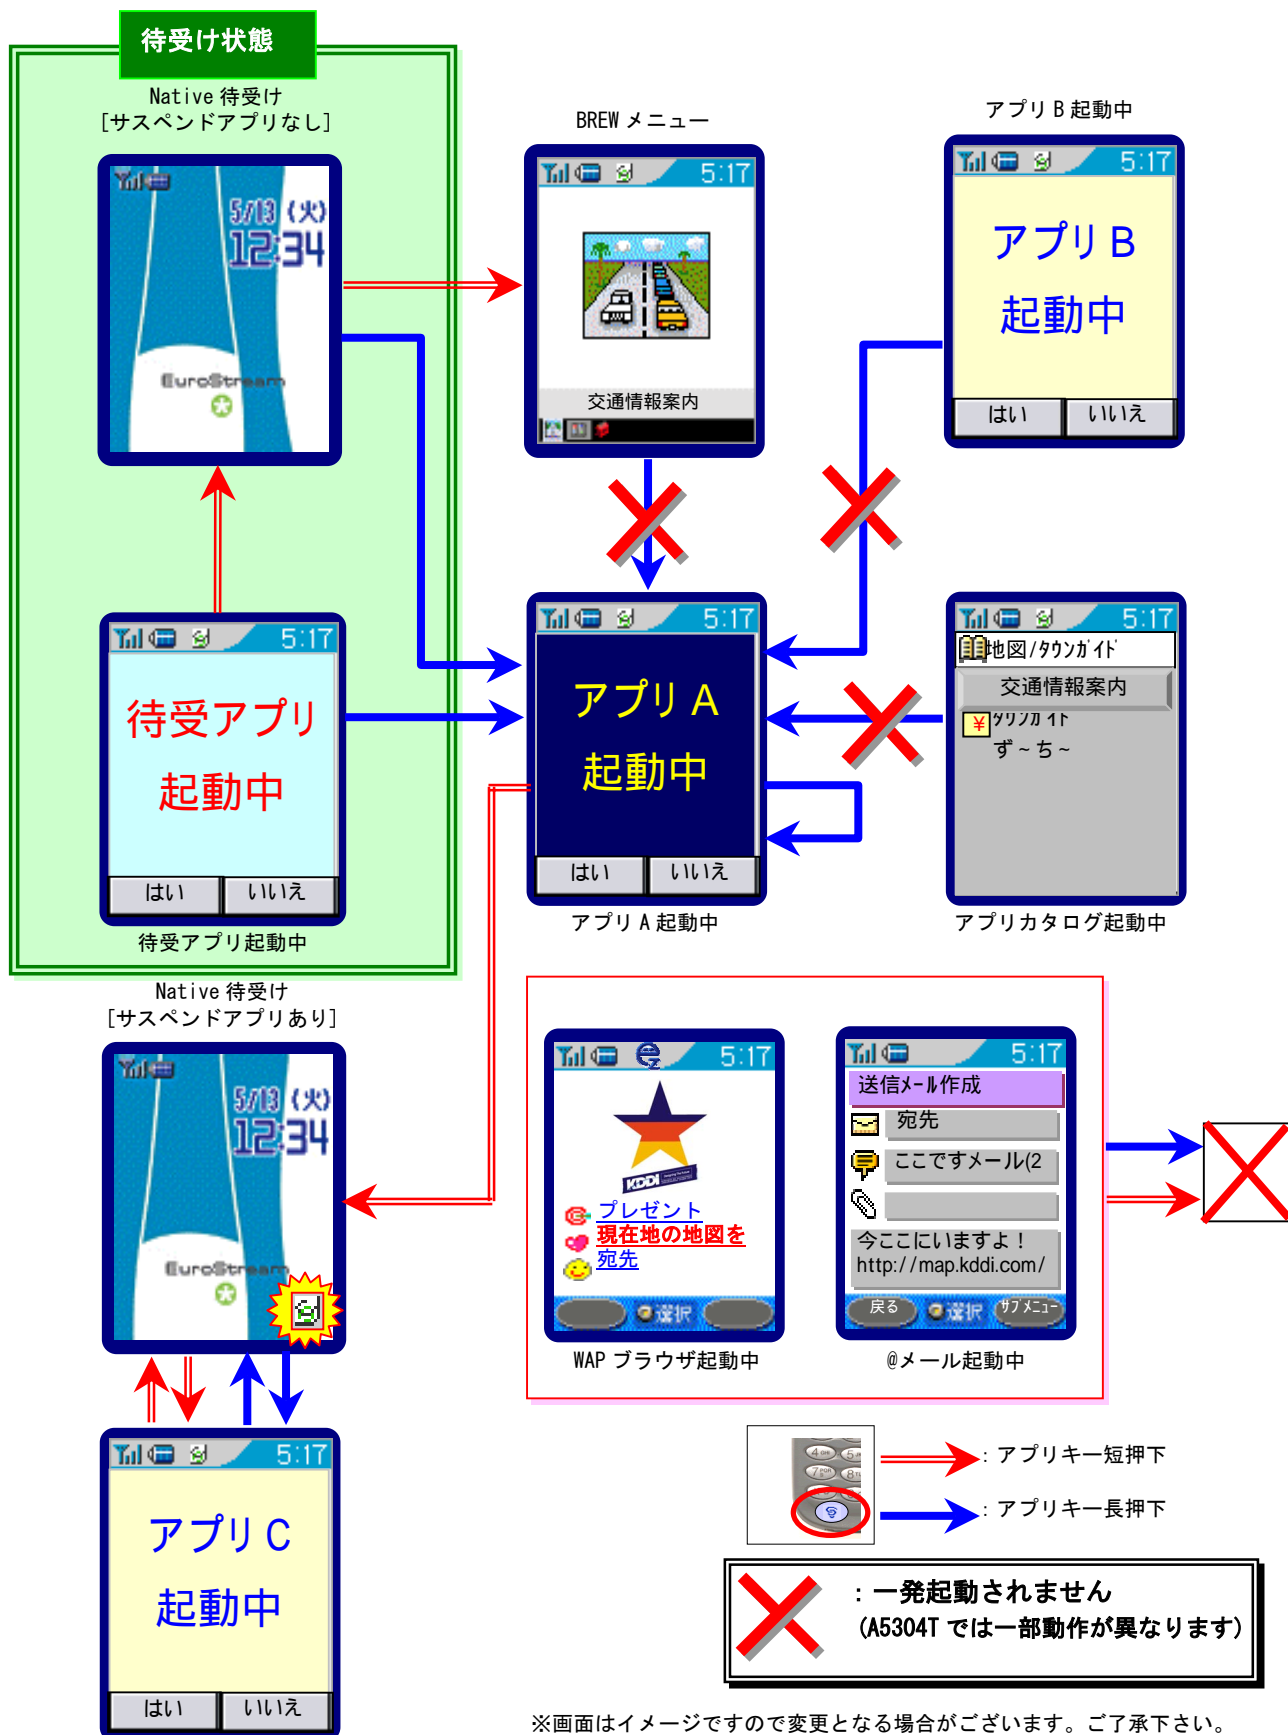 待受け状態
Native 待受け
[サスペンドアプリなし]
5/13 (火)
12:34
EuroStream
BREW メニュー
5:17
交通情報案内
アプリ B 起動中
5:17
アプリ B
起動中
はい いいえ
5:17
待受アプリ
起動中
はい いいえ
待受アプリ起動中
5:17
アプリ A
起動中
はい いいえ
アプリ A 起動中
5:17
地図/タウンガイド
交通情報案内
¥ タウンガイド
ず~ち~
アプリカタログ起動中
Native 待受け
[サスペンドアプリあり]
5/13 (火)
12:34
EuroStream
5:17
KDDI
プレゼント
現在地の地図を
宛先
選択
WAP ブラウザ起動中
5:17
送信メール作成
宛先
ここですメール(2
今ここにいますよ!
http://map.kddi.com/
戻る 選択 サブメニュー
@メール起動中
5:17
アプリ C
起動中
はい いいえ
: アプリキー短押下
: アプリキー長押下
: 一発起動されません
(A5304T では一部動作が異なります)
※画面はイメージですので変更となる場合がございます。ご了承下さい。